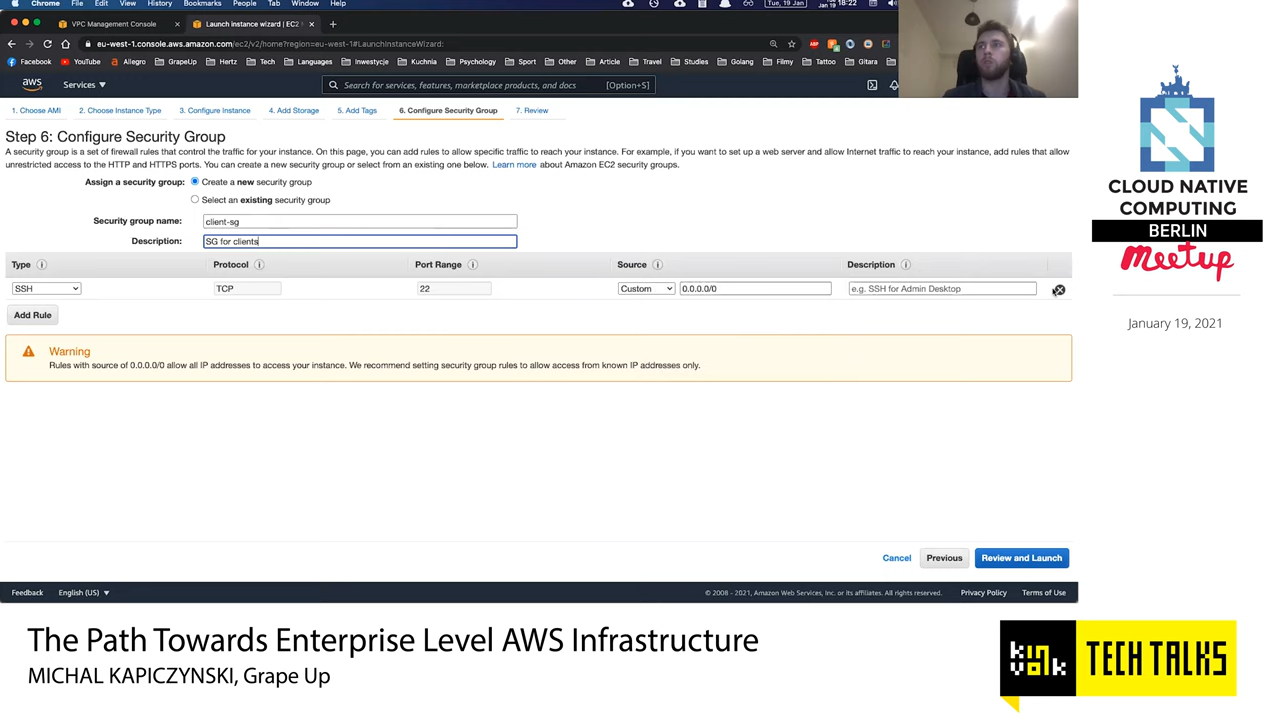 Chrome File Edit View History Bookmarks People Tab Window Help Tue, 19 Jan Jan 19 18:22
VPC Management Console Launch instance wizard | EC2
eu-west-1.console.aws.amazon.com/ec2/v2/home?region=eu-west-1#LaunchInstanceWizard:
Facebook YouTube Allegro GrapeUp Hertz Tech Languages Inwestycje Kuchnia Psychology Sport Other Article Travel Studies Golang Filmy Tattoo Gitara
aws Services Search for services, features, marketplace products, and docs [Option+S]
1. Choose AMI 2. Choose Instance Type 3. Configure Instance 4. Add Storage 5. Add Tags 6. Configure Security Group 7. Review
Step 6: Configure Security Group
A security group is a set of firewall rules that control the traffic for your instance. On this page, you can add rules to allow specific traffic to reach your instance. For example, if you want to set up a web server and allow Internet traffic to reach your instance, add rules that allow
unrestricted access to the HTTP and HTTPS ports. You can create a new security group or select from an existing one below. Learn more about Amazon EC2 security groups.
Assign a security group: Create a new security group
Select an existing security group
Security group name: client-sg
Description: SG for clients
Type Protocol Port Range Source Description
SSH TCP 22 Custom 0.0.0.0/0 e.g. SSH for Admin Desktop
Add Rule
Warning
Rules with source of 0.0.0.0/0 allow all IP addresses to access your instance. We recommend setting security group rules to allow access from known IP addresses only.
Cancel Previous Review and Launch
Feedback English (US) © 2008 - 2021, Amazon Web Services, Inc. or its affiliates. All rights reserved. Privacy Policy Terms of Use
CLOUD NATIVE
COMPUTING
BERLIN
Meetup
January 19, 2021
The Path Towards Enterprise Level AWS Infrastructure
MICHAL KAPICZYNSKI, Grape Up
kinvolk
TECH TALKS